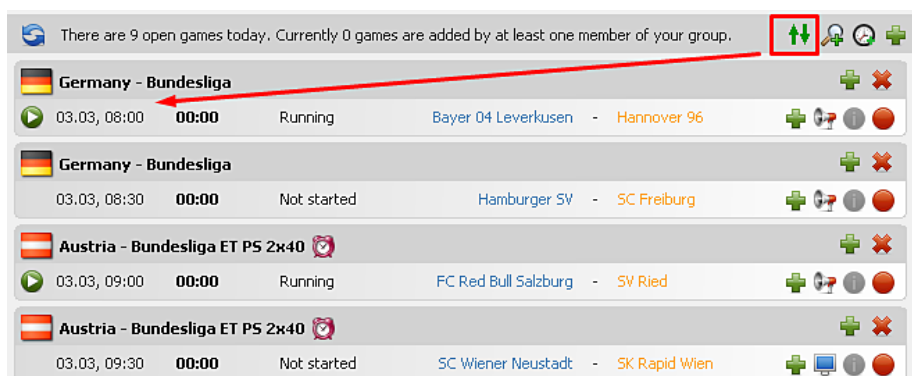 There are 9 open games today. Currently 0 games are added by at least one member of your group.
Germany - Bundesliga
03.03, 08:00 00:00 Running Bayer 04 Leverkusen - Hannover 96
Germany - Bundesliga
03.03, 08:30 00:00 Not started Hamburger SV - SC Freiburg
Austria - Bundesliga ET PS 2x40
03.03, 09:00 00:00 Running FC Red Bull Salzburg - SV Ried
Austria - Bundesliga ET PS 2x40
03.03, 09:30 00:00 Not started SC Wiener Neustadt - SK Rapid Wien